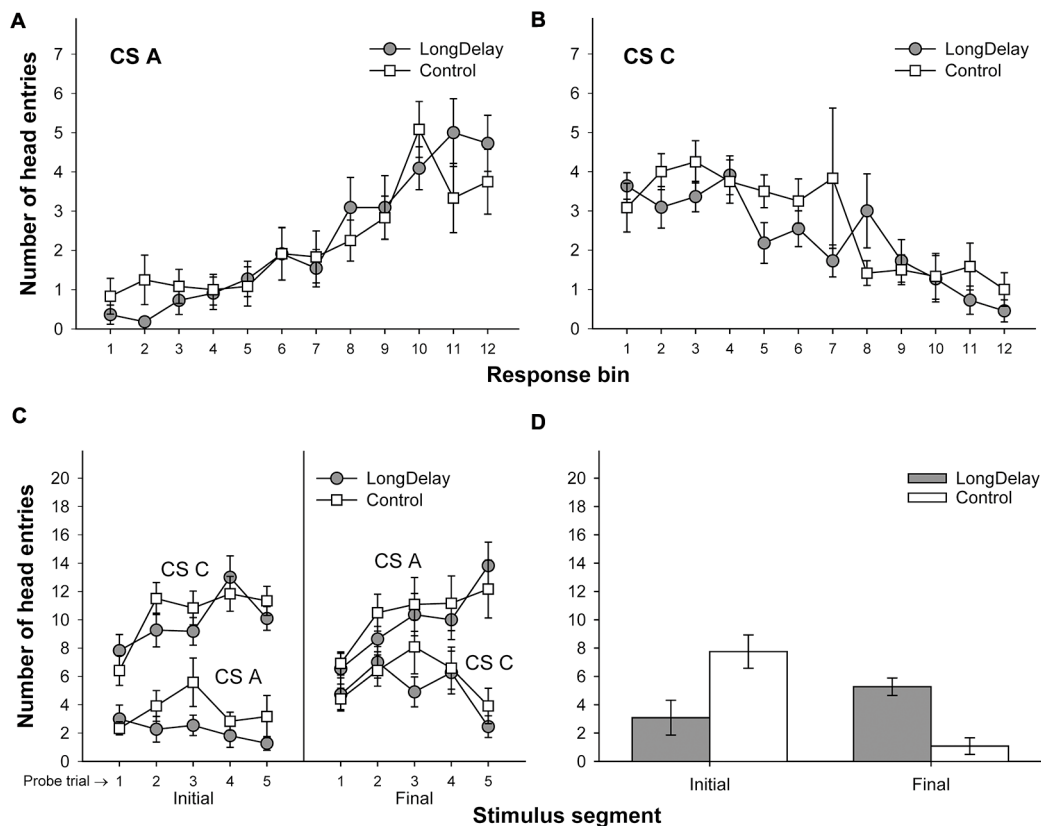 A
B
CS A
LongDelay
Control
CS C
LongDelay
Control
Number of head entries
7
6
5
4
3
2
1
0
7
6
5
4
3
2
1
0
1 2 3 4 5 6 7 8 9 10 11 12
1 2 3 4 5 6 7 8 9 10 11 12
Response bin
C
D
LongDelay
Control
LongDelay
Control
Number of head entries
20
18
16
14
12
10
8
6
4
2
0
CS C
CS A
CS A
CS C
20
18
16
14
12
10
8
6
4
2
0
Probe trial → 1 2 3 4 5
1 2 3 4 5
Initial
Final
Initial
Final
Stimulus segment